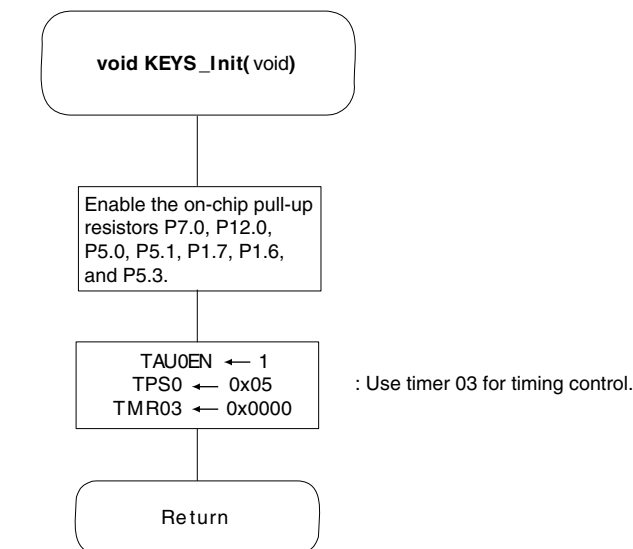 void KEYS_Init(void)
Enable the on-chip pull-up
resistors P7.0, P12.0,
P5.0, P5.1, P1.7, P1.6,
and P5.3.
TAU0EN ← 1
TPS0 ← 0x05
TMR03 ← 0x0000
: Use timer 03 for timing control.
Return